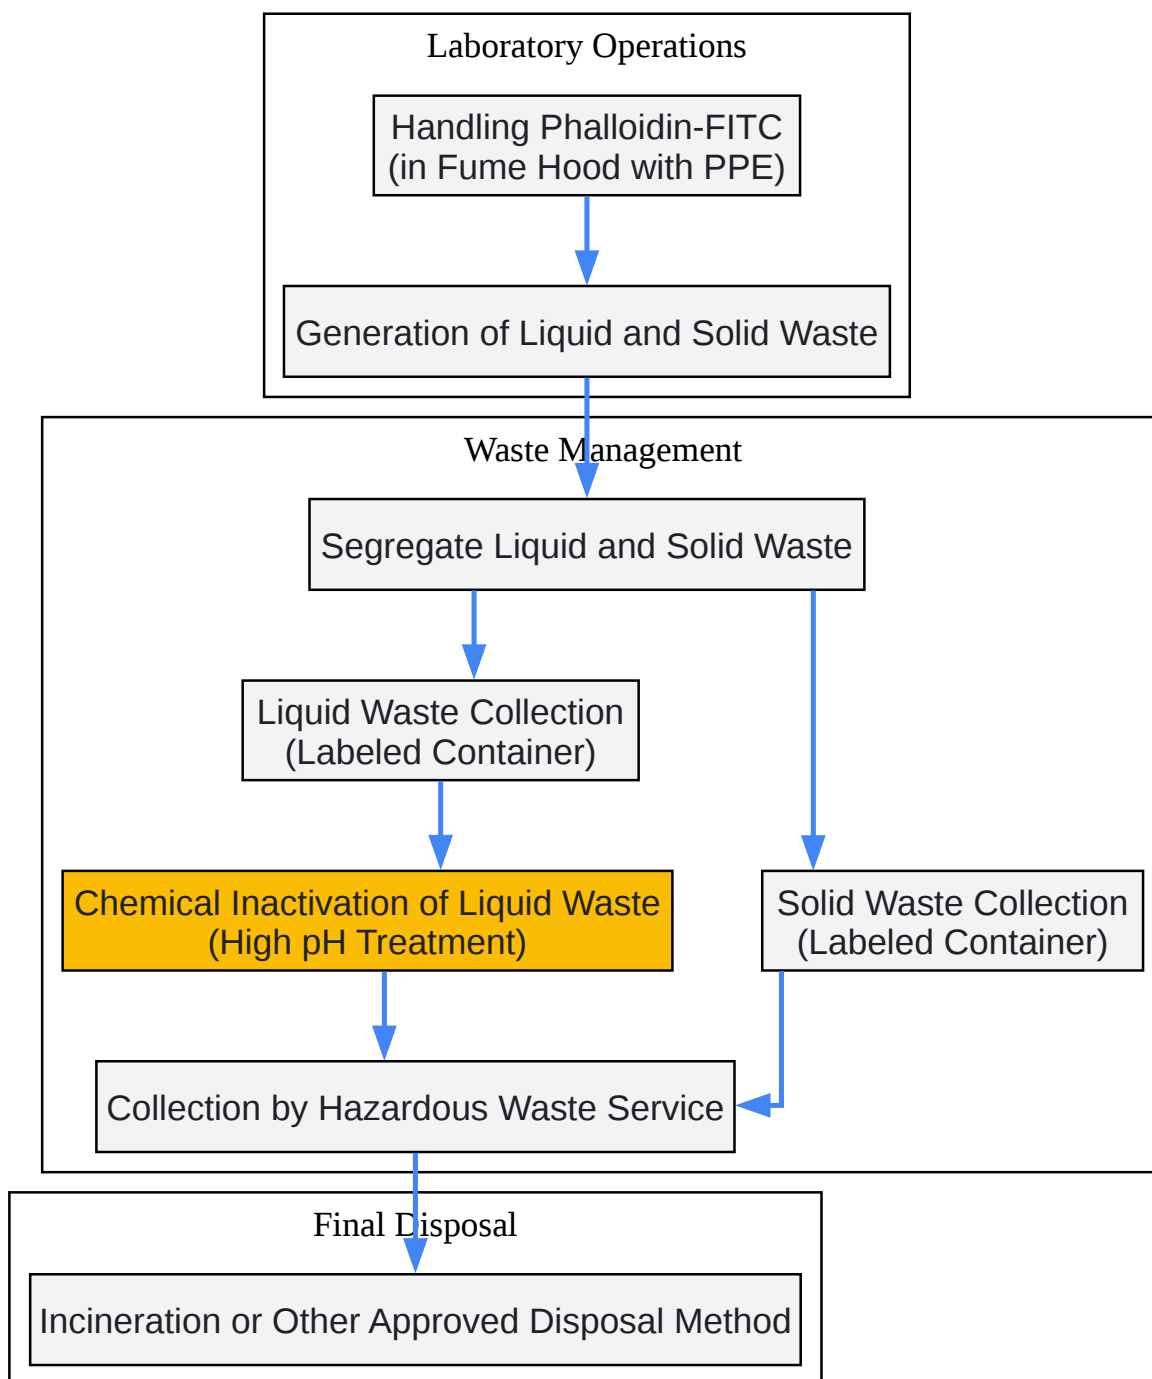 Laboratory Operations
Handling Phalloidin-FITC
(in Fume Hood with PPE)
Generation of Liquid and Solid Waste
Waste Management
Segregate Liquid and Solid Waste
Liquid Waste Collection
(Labeled Container)
Chemical Inactivation of Liquid Waste
(High pH Treatment)
Solid Waste Collection
(Labeled Container)
Collection by Hazardous Waste Service
Final Disposal
Incineration or Other Approved Disposal Method